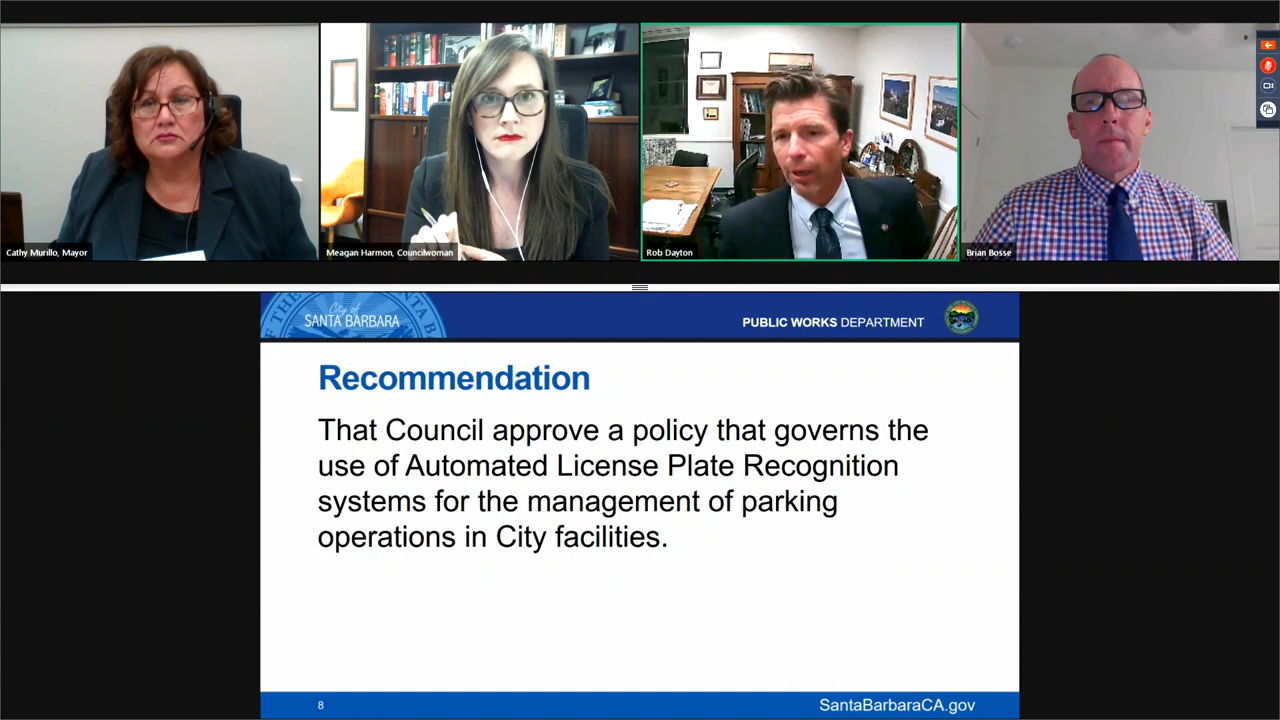 Cathy Murillo, Mayor
Meagan Harmon, Councilwoman
Rob Dayton
Brian Bosse
City of
SANTA BARBARA
PUBLIC WORKS DEPARTMENT
Recommendation
That Council approve a policy that governs the
use of Automated License Plate Recognition
systems for the management of parking
operations in City facilities.
8
SantaBarbaraCA.gov